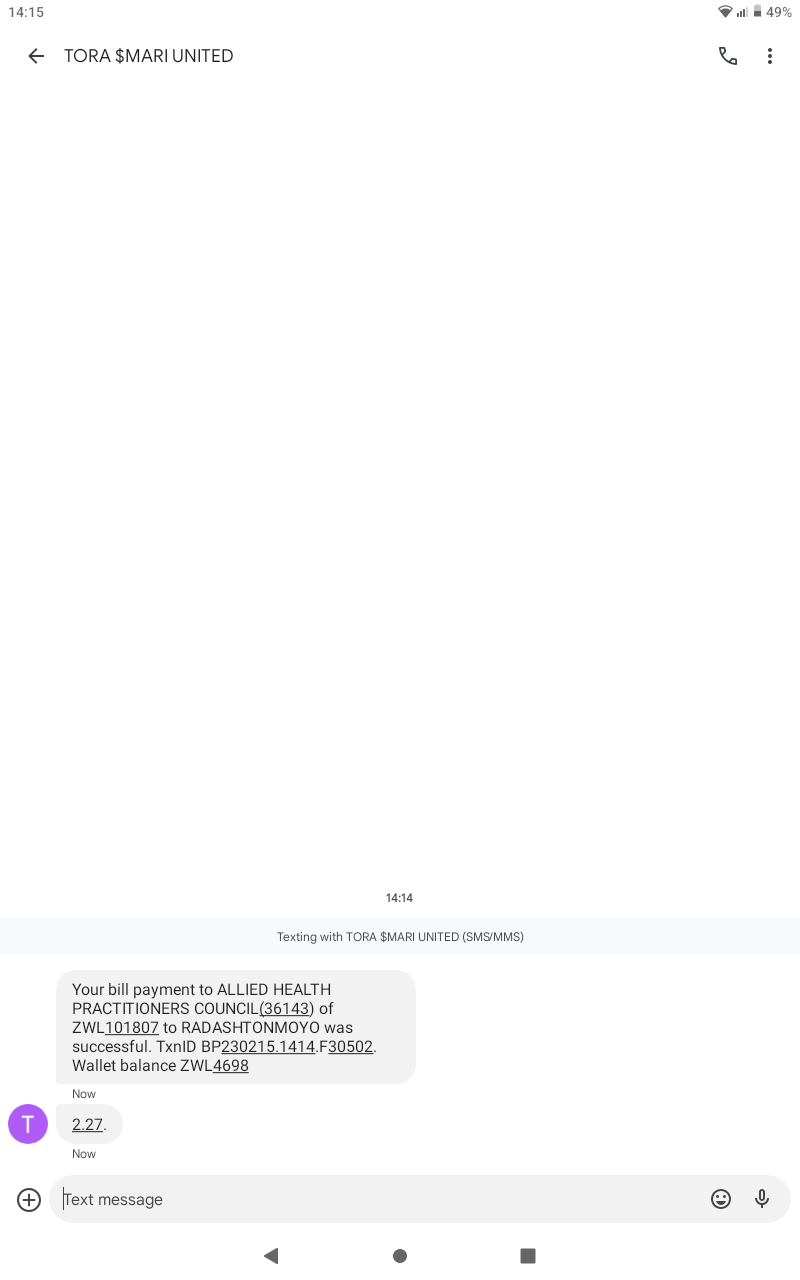 14:15
49%
TORA $MARI UNITED
14:14
Texting with TORA $MARI UNITED (SMS/MMS)
Your bill payment to ALLIED HEALTH
PRACTITIONERS COUNCIL(36143) of
ZWL101807 to RADASHTONMOYO was
successful. TxnID BP230215.1414.F30502.
Wallet balance ZWL4698
Now
T
2.27.
Now
Text message